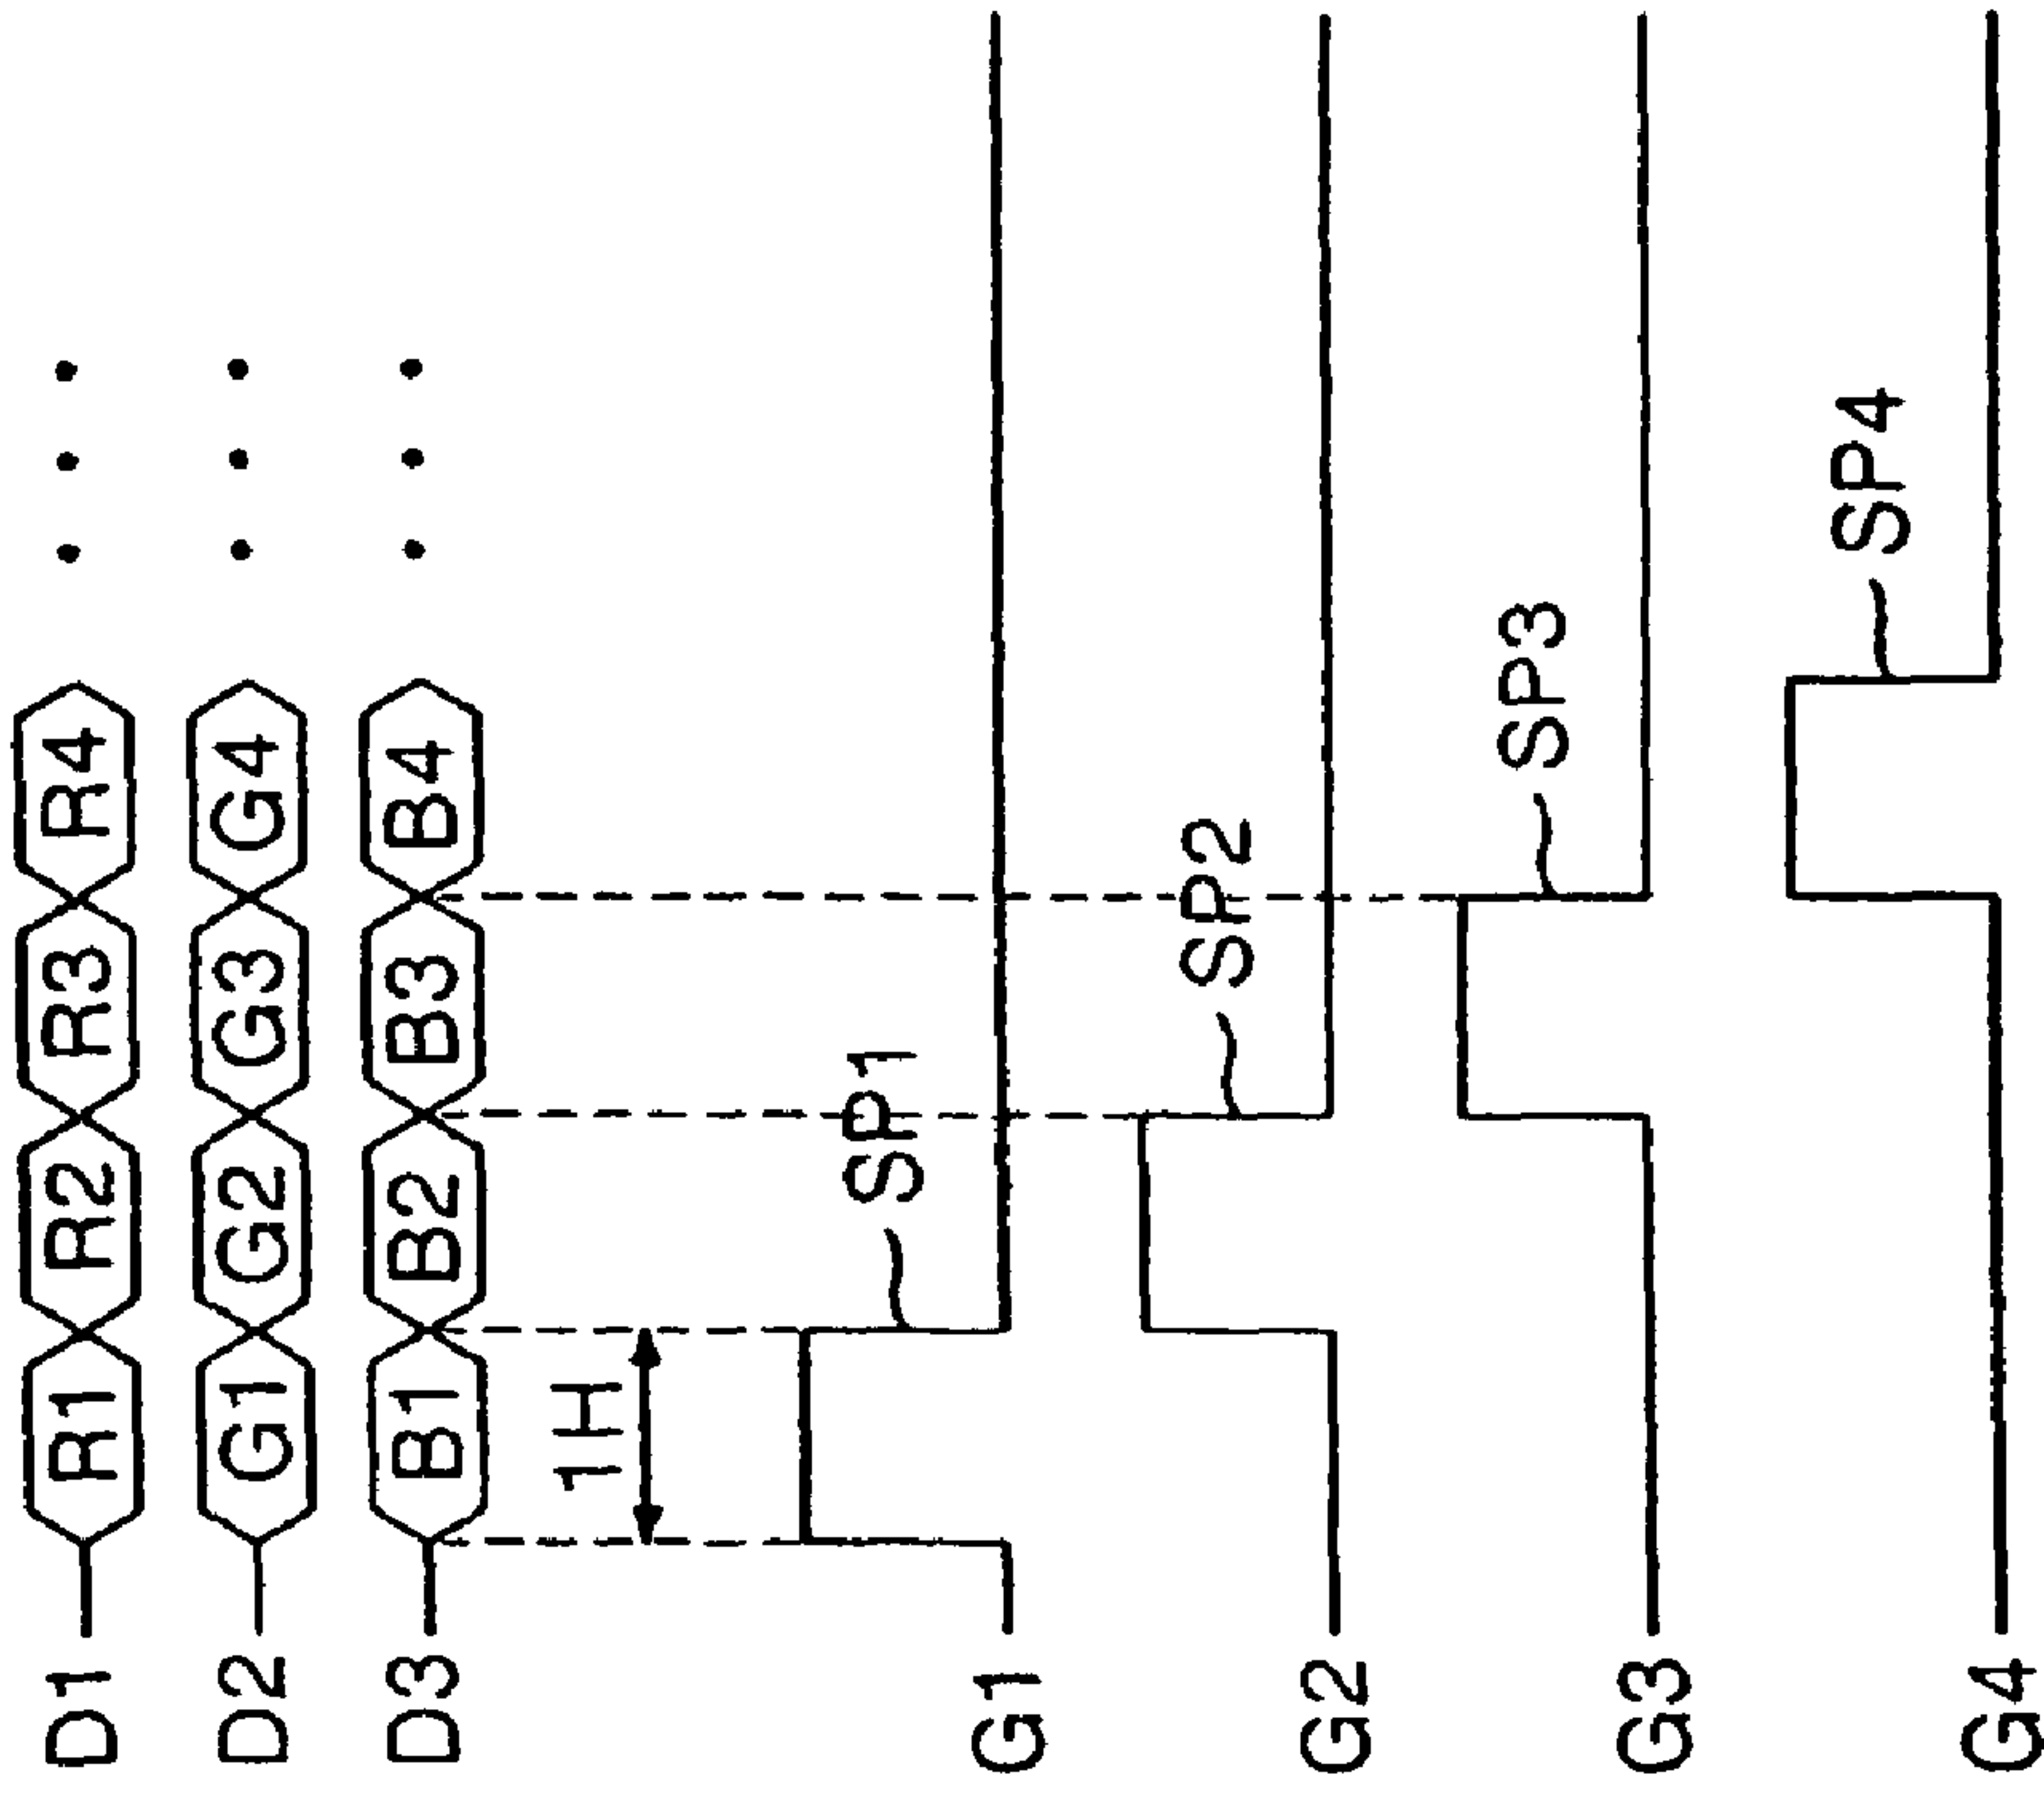 D1 R1 R2 R3 R4
D2 G1 G2 G3 G4
D3 B1 B2 B3 B4
1H
G1 SP1
G2 SP2
G3 SP3
G4 SP4